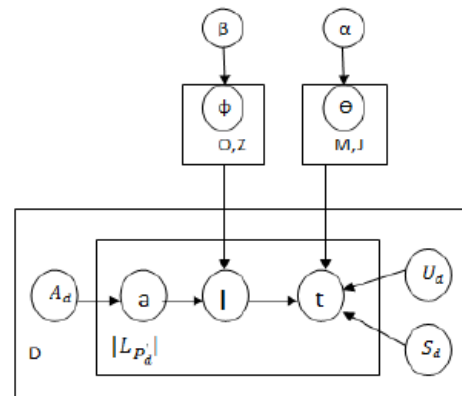 β α
ϕ Θ
O,Z M,J
A_d a l t U_d
D |L_{P'_d}| S_d